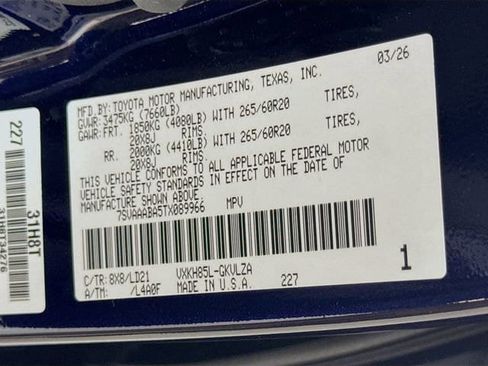 03/26
MFD.BY: TOYOTA MOTOR MANUFACTURING, TEXAS, INC.
GVWR: 3475KG (7660LB)
GAWR: FRT. 1850KG (4080LB) WITH 265/60R20 TIRES,
20X8J RIMS.
RR. 2000KG (4410LB) WITH 265/60R20 TIRES,
20X8J RIMS.
THIS VEHICLE CONFORMS TO ALL APPLICABLE FEDERAL MOTOR
VEHICLE SAFETY STANDARDS IN EFFECT ON THE DATE OF
MANUFACTURE SHOWN ABOVE.
7SVAAABA5TX089966 MPV
C/TR: 8X8/LD21 VXKH85L-GKVLZA
A/TM: /L4A0F MADE IN U.S.A. 227
1
227
31H8T